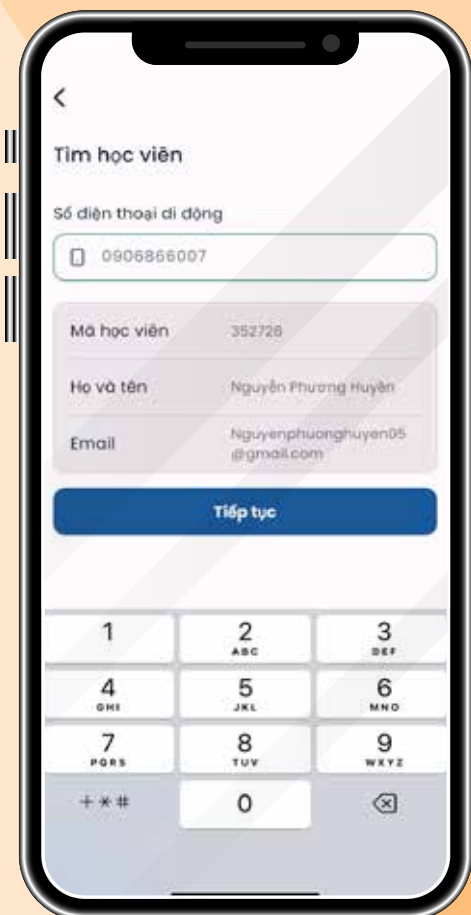 Tìm học viên
Số điện thoại di động
0906866007
Mã học viên 352726
Họ và tên Nguyễn Phương Huyền
Email Nguyenphuonghuyen05
@gmail.com
Tiếp tục
1 2 3
ABC DEF
4 5 6
GHI JKL MNO
7 8 9
PQRS TUV WXYZ
+ * # 0